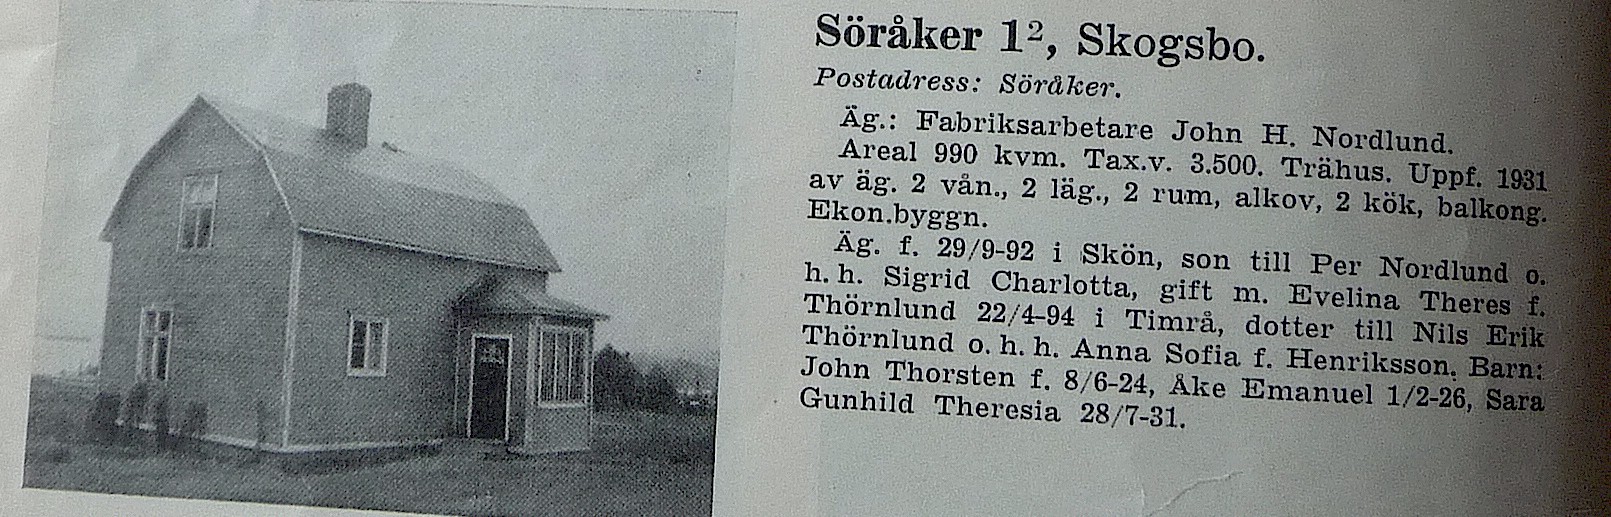 Söråker 1², Skogsbo.
Postadress: Söråker.
Äg.: Fabriksarbetare John H. Nordlund.
Areal 990 kvm. Tax.v. 3.500. Trähus. Uppf. 1931
av äg. 2 vån., 2 läg., 2 rum, alkov, 2 kök, balkong.
Ekon.byggn.
Äg. f. 29/9-92 i Skön, son till Per Nordlund o.
h. h. Sigrid Charlotta, gift m. Evelina Theres f.
Thörnlund 22/4-94 i Timrå, dotter till Nils Erik
Thörnlund o. h. h. Anna Sofia f. Henriksson. Barn:
John Thorsten f. 8/6-24, Åke Emanuel 1/2-26, Sara
Gunhild Theresia 28/7-31.